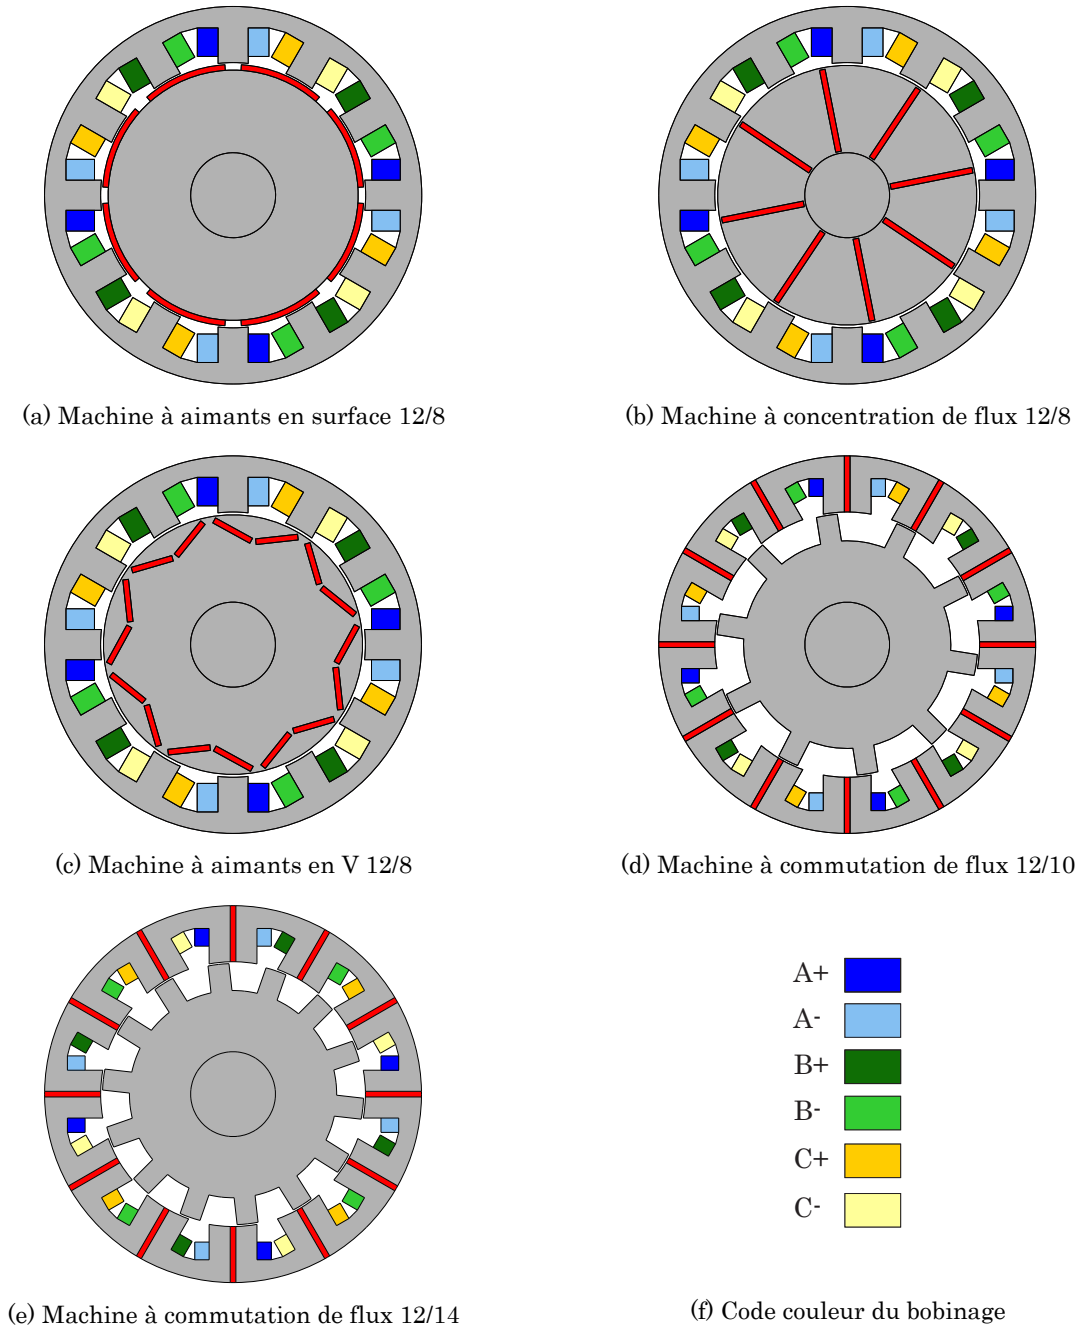 (a) Machine à aimants en surface 12/8
(b) Machine à concentration de flux 12/8
(c) Machine à aimants en V 12/8
(d) Machine à commutation de flux 12/10
A+
A-
B+
B-
C+
C-
(e) Machine à commutation de flux 12/14
(f) Code couleur du bobinage